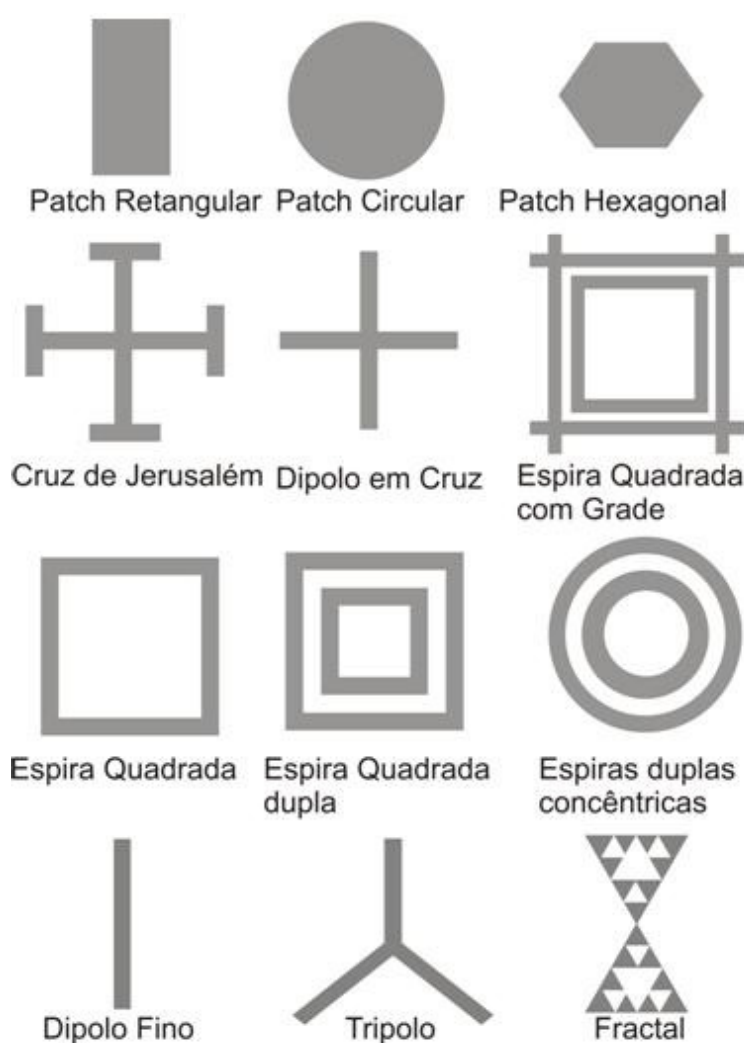 Patch Retangular
Patch Circular
Patch Hexagonal
Cruz de Jerusalém
Dipolo em Cruz
Espira Quadrada
com Grade
Espira Quadrada
Espira Quadrada
dupla
Espiras duplas
concêntricas
Dipolo Fino
Tripolo
Fractal